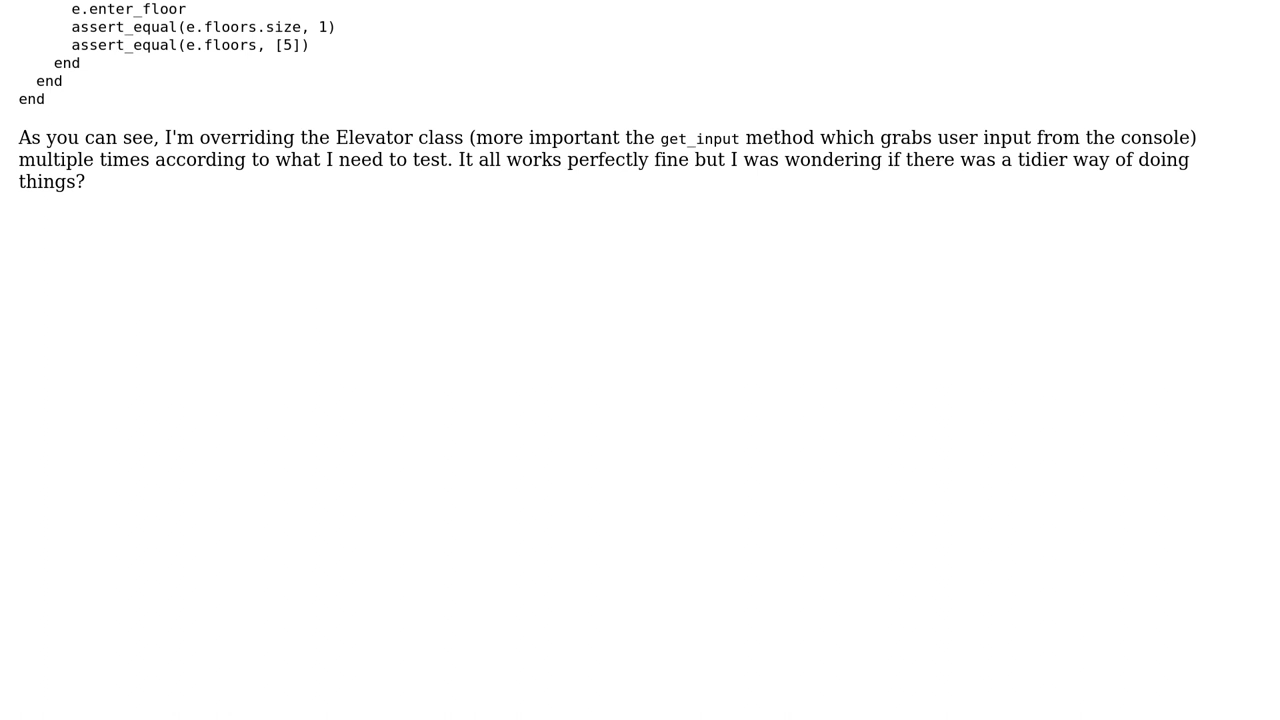 e.enter_floor
      assert_equal(e.floors.size, 1)
      assert_equal(e.floors, [5])
    end
  end
end
As you can see, I'm overriding the Elevator class (more important the get_input method which grabs user input from the console)
multiple times according to what I need to test. It all works perfectly fine but I was wondering if there was a tidier way of doing
things?